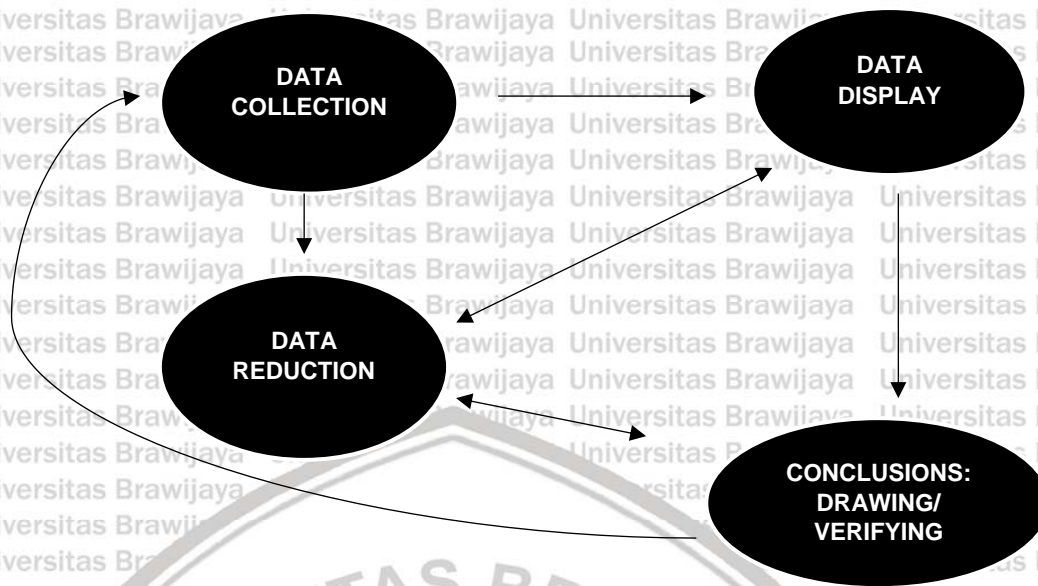 DATA
COLLECTION
DATA
DISPLAY
DATA
REDUCTION
CONCLUSIONS:
DRAWING/
VERIFYING